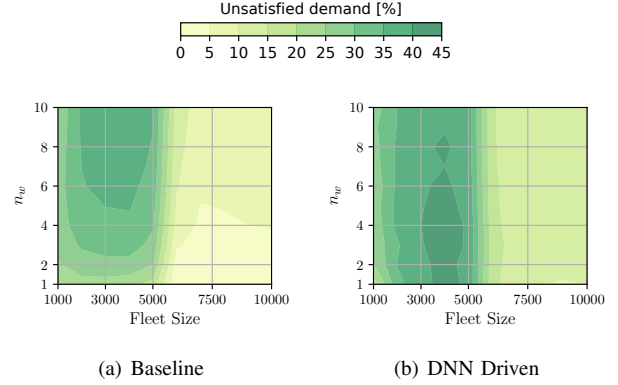 Unsatisfied demand [%]
0 5 10 15 20 25 30 35 40 45
10
8
6
4
2
1
n_w
1000 3000 5000 7500 10000
Fleet Size
(a) Baseline
10
8
6
4
2
1
n_w
1000 3000 5000 7500 10000
Fleet Size
(b) DNN Driven